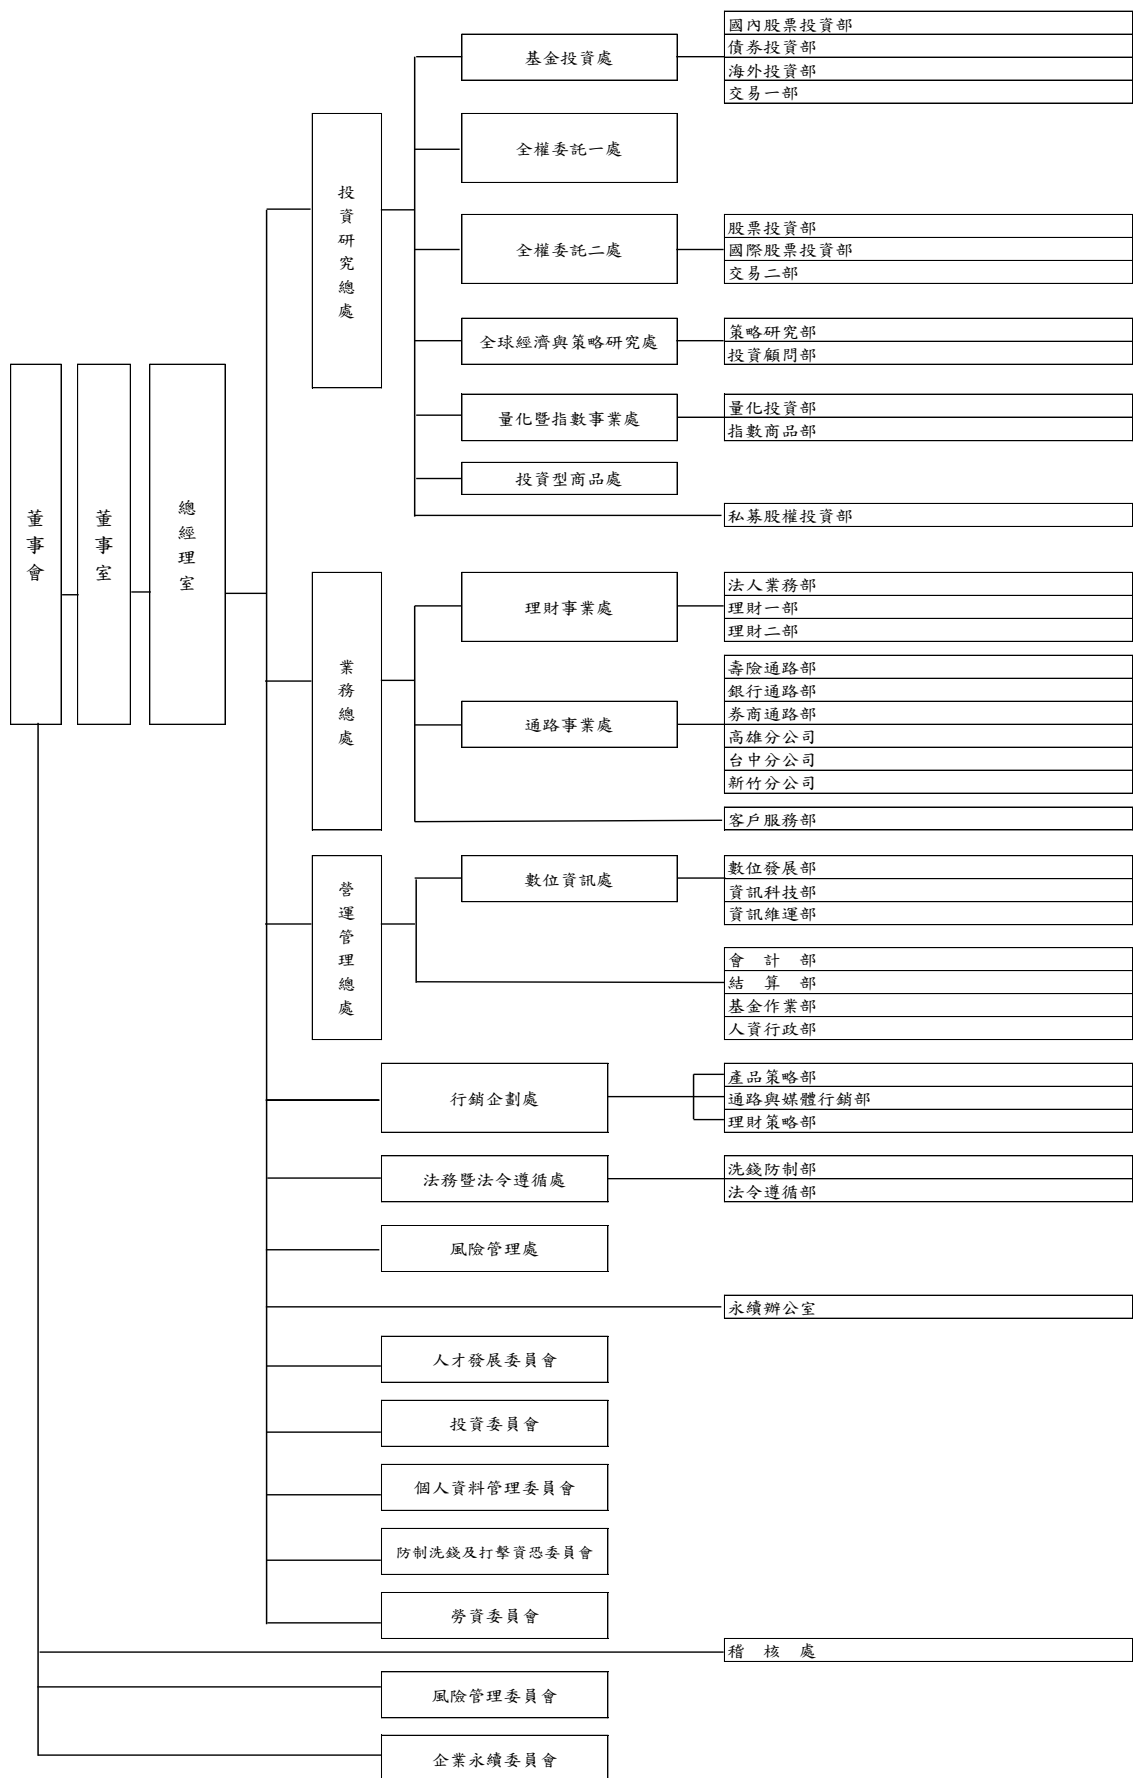 國內股票投資部
債券投資部
海外投資部
交易一部
基金投資處
全權委託一處
投資研究總處
全權委託二處
股票投資部
國際股票投資部
交易二部
全球經濟與策略研究處
策略研究部
投資顧問部
量化暨指數事業處
量化投資部
指數商品部
投資型商品處
私募股權投資部
董事會
董事室
總經理室
業務總處
理財事業處
法人業務部
理財一部
理財二部
通路事業處
壽險通路部
銀行通路部
券商通路部
高雄分公司
台中分公司
新竹分公司
客戶服務部
營運管理總處
數位資訊處
數位發展部
資訊科技部
資訊維運部
會 計 部
結 算 部
基金作業部
人資行政部
行銷企劃處
產品策略部
通路與媒體行銷部
理財策略部
法務暨法令遵循處
洗錢防制部
法令遵循部
風險管理處
永續辦公室
人才發展委員會
投資委員會
個人資料管理委員會
防制洗錢及打擊資恐委員會
勞資委員會
稽 核 處
風險管理委員會
企業永續委員會